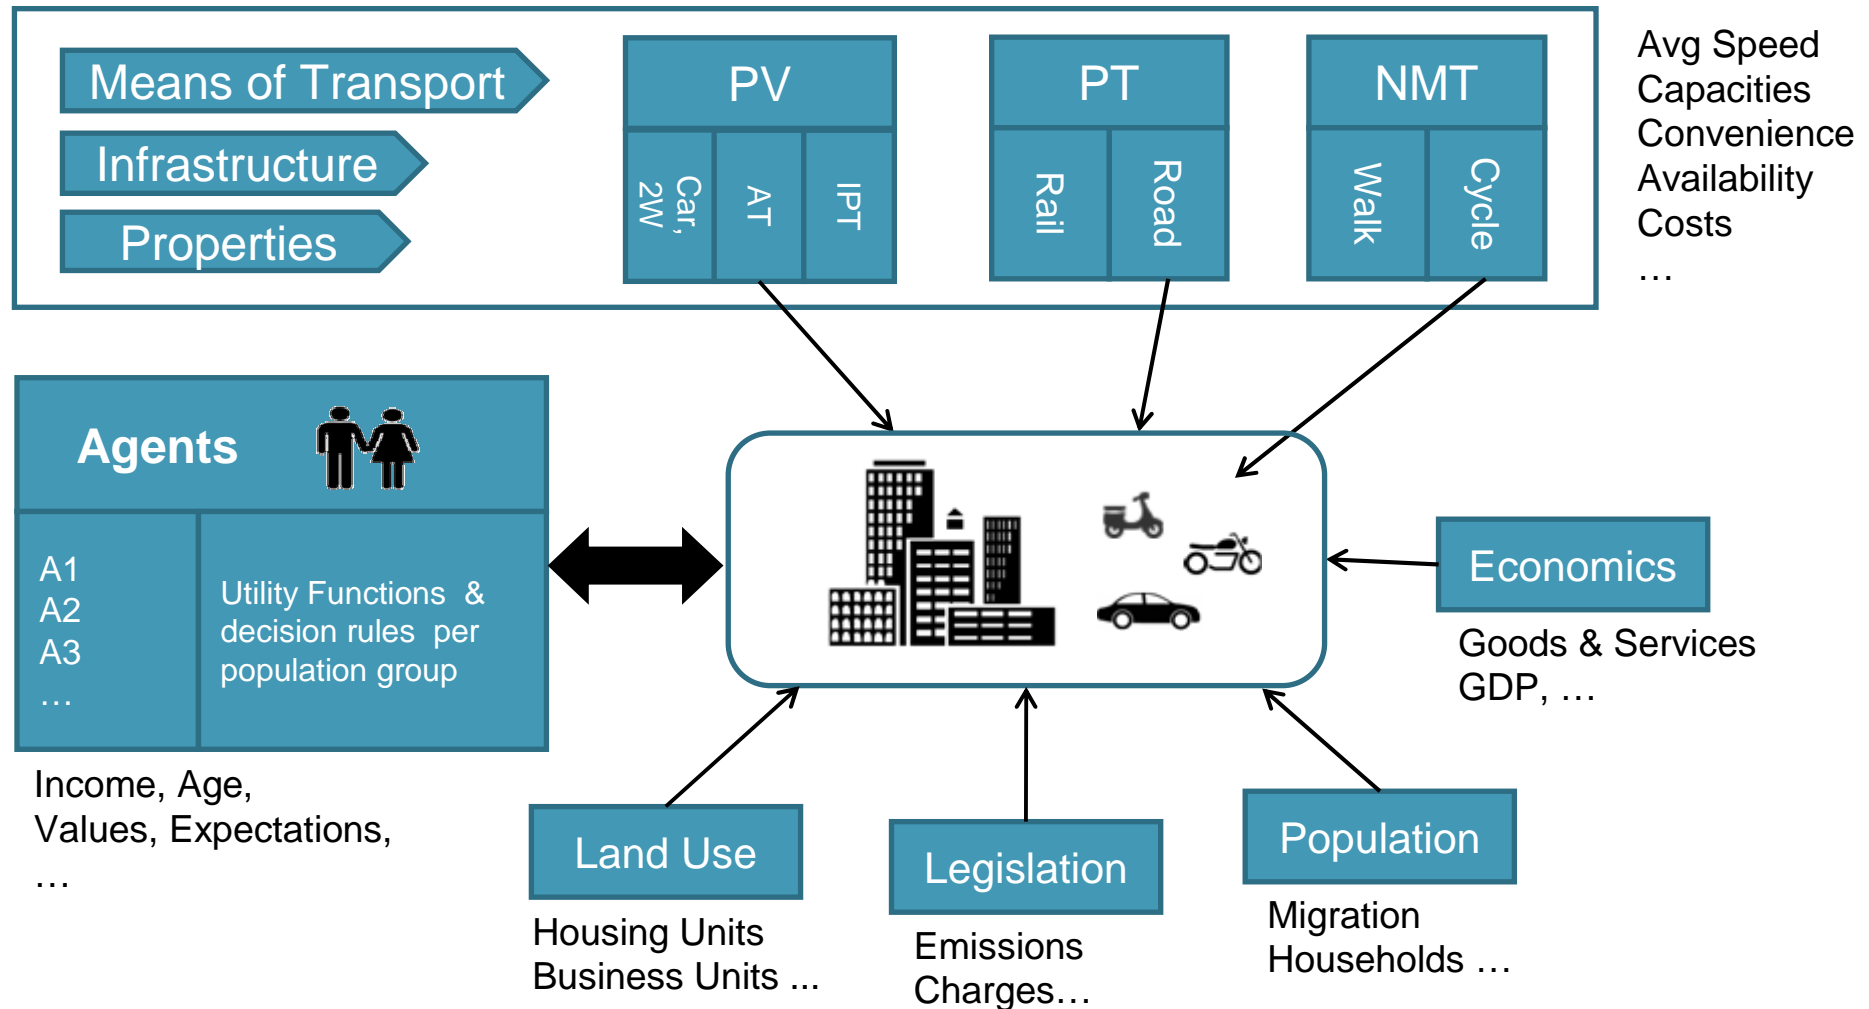 Means of Transport
Infrastructure
Properties
PV
Car,
2W
AT
IPT
PT
Rail
Road
NMT
Walk
Cycle
Avg Speed
Capacities
Convenience
Availability
Costs
…
Agents
A1
A2
A3
…
Utility Functions &
decision rules per
population group
Income, Age,
Values, Expectations,
…
Economics
Goods & Services
GDP, …
Land Use
Housing Units
Business Units ...
Legislation
Emissions
Charges…
Population
Migration
Households …